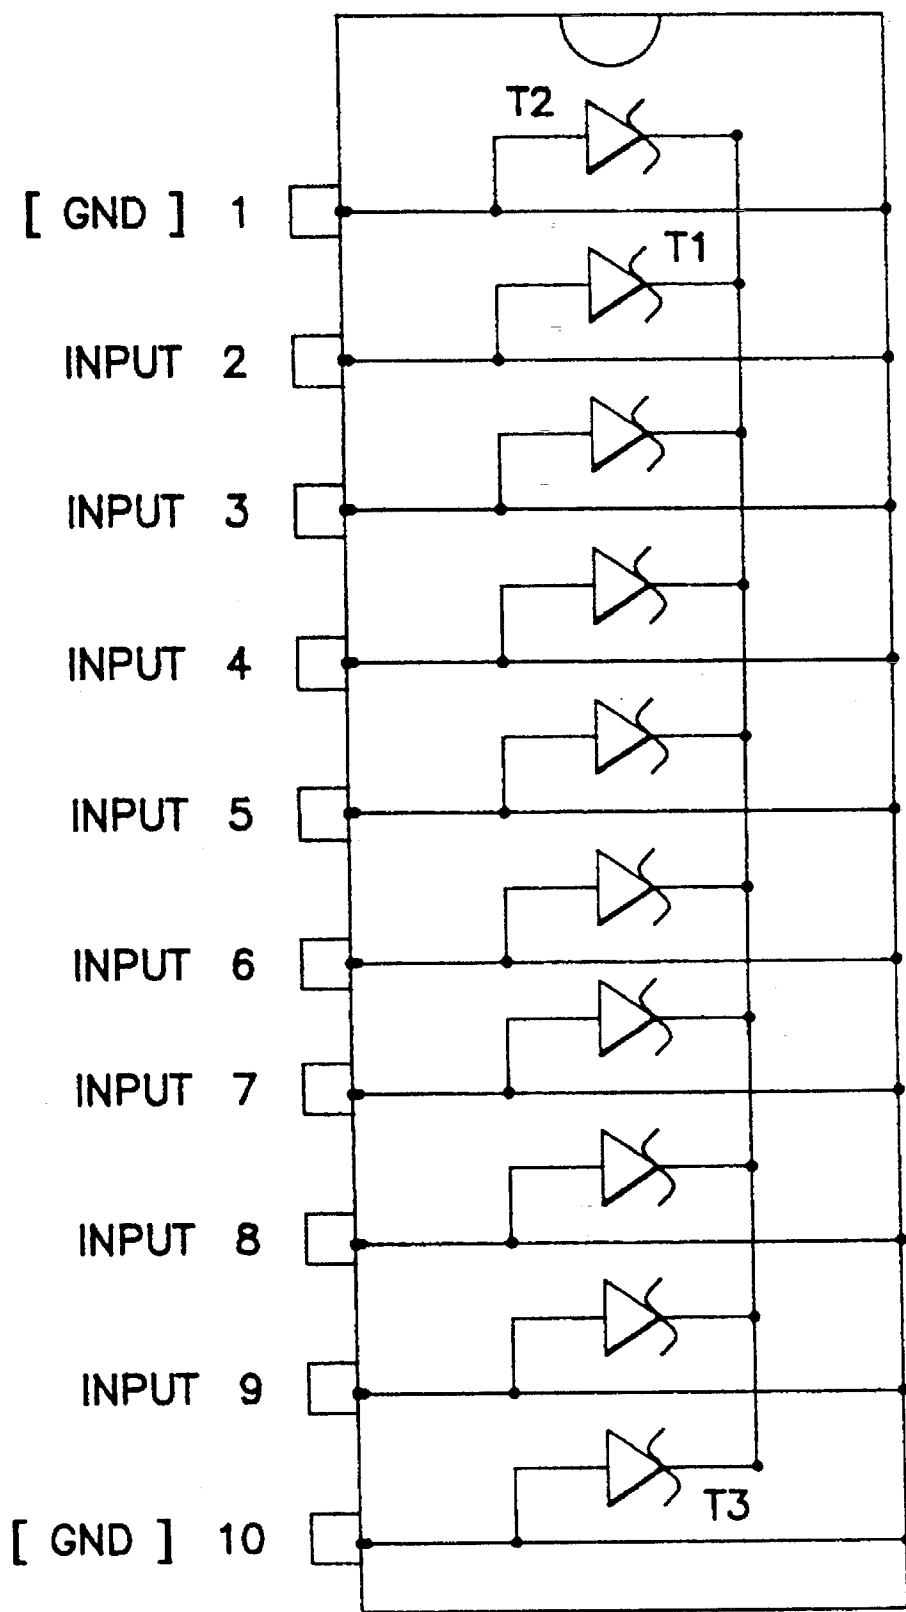 T2
[ GND ] 1
T1
INPUT 2
INPUT 3
INPUT 4
INPUT 5
INPUT 6
INPUT 7
INPUT 8
INPUT 9
T3
[ GND ] 10